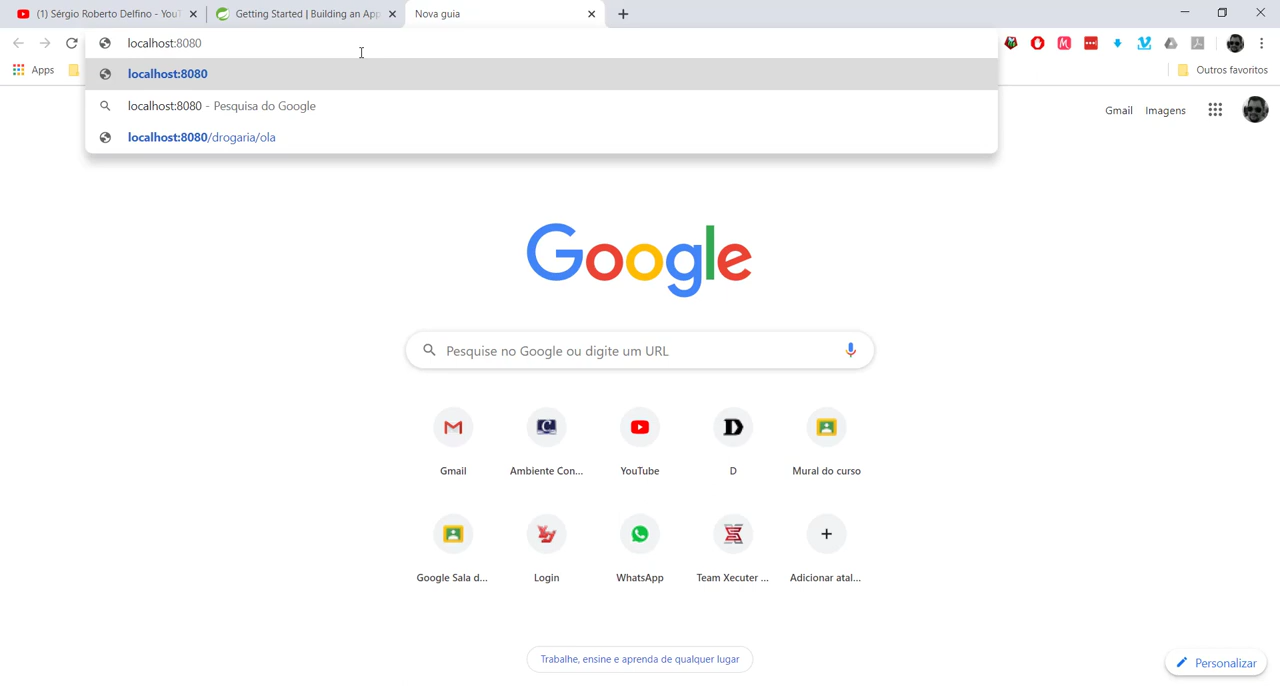 (1) Sérgio Roberto Delfino - YouT
Getting Started | Building an App
Nova guia
localhost:8080
Apps
Outros favoritos
localhost:8080
localhost:8080 - Pesquisa do Google
localhost:8080/drogaria/ola
Gmail
Imagens
Google
Pesquise no Google ou digite um URL
Gmail
Ambiente Con...
YouTube
D
Mural do curso
Google Sala d...
Login
WhatsApp
Team Xecuter ...
Adicionar atal...
Trabalhe, ensine e aprenda de qualquer lugar
Personalizar